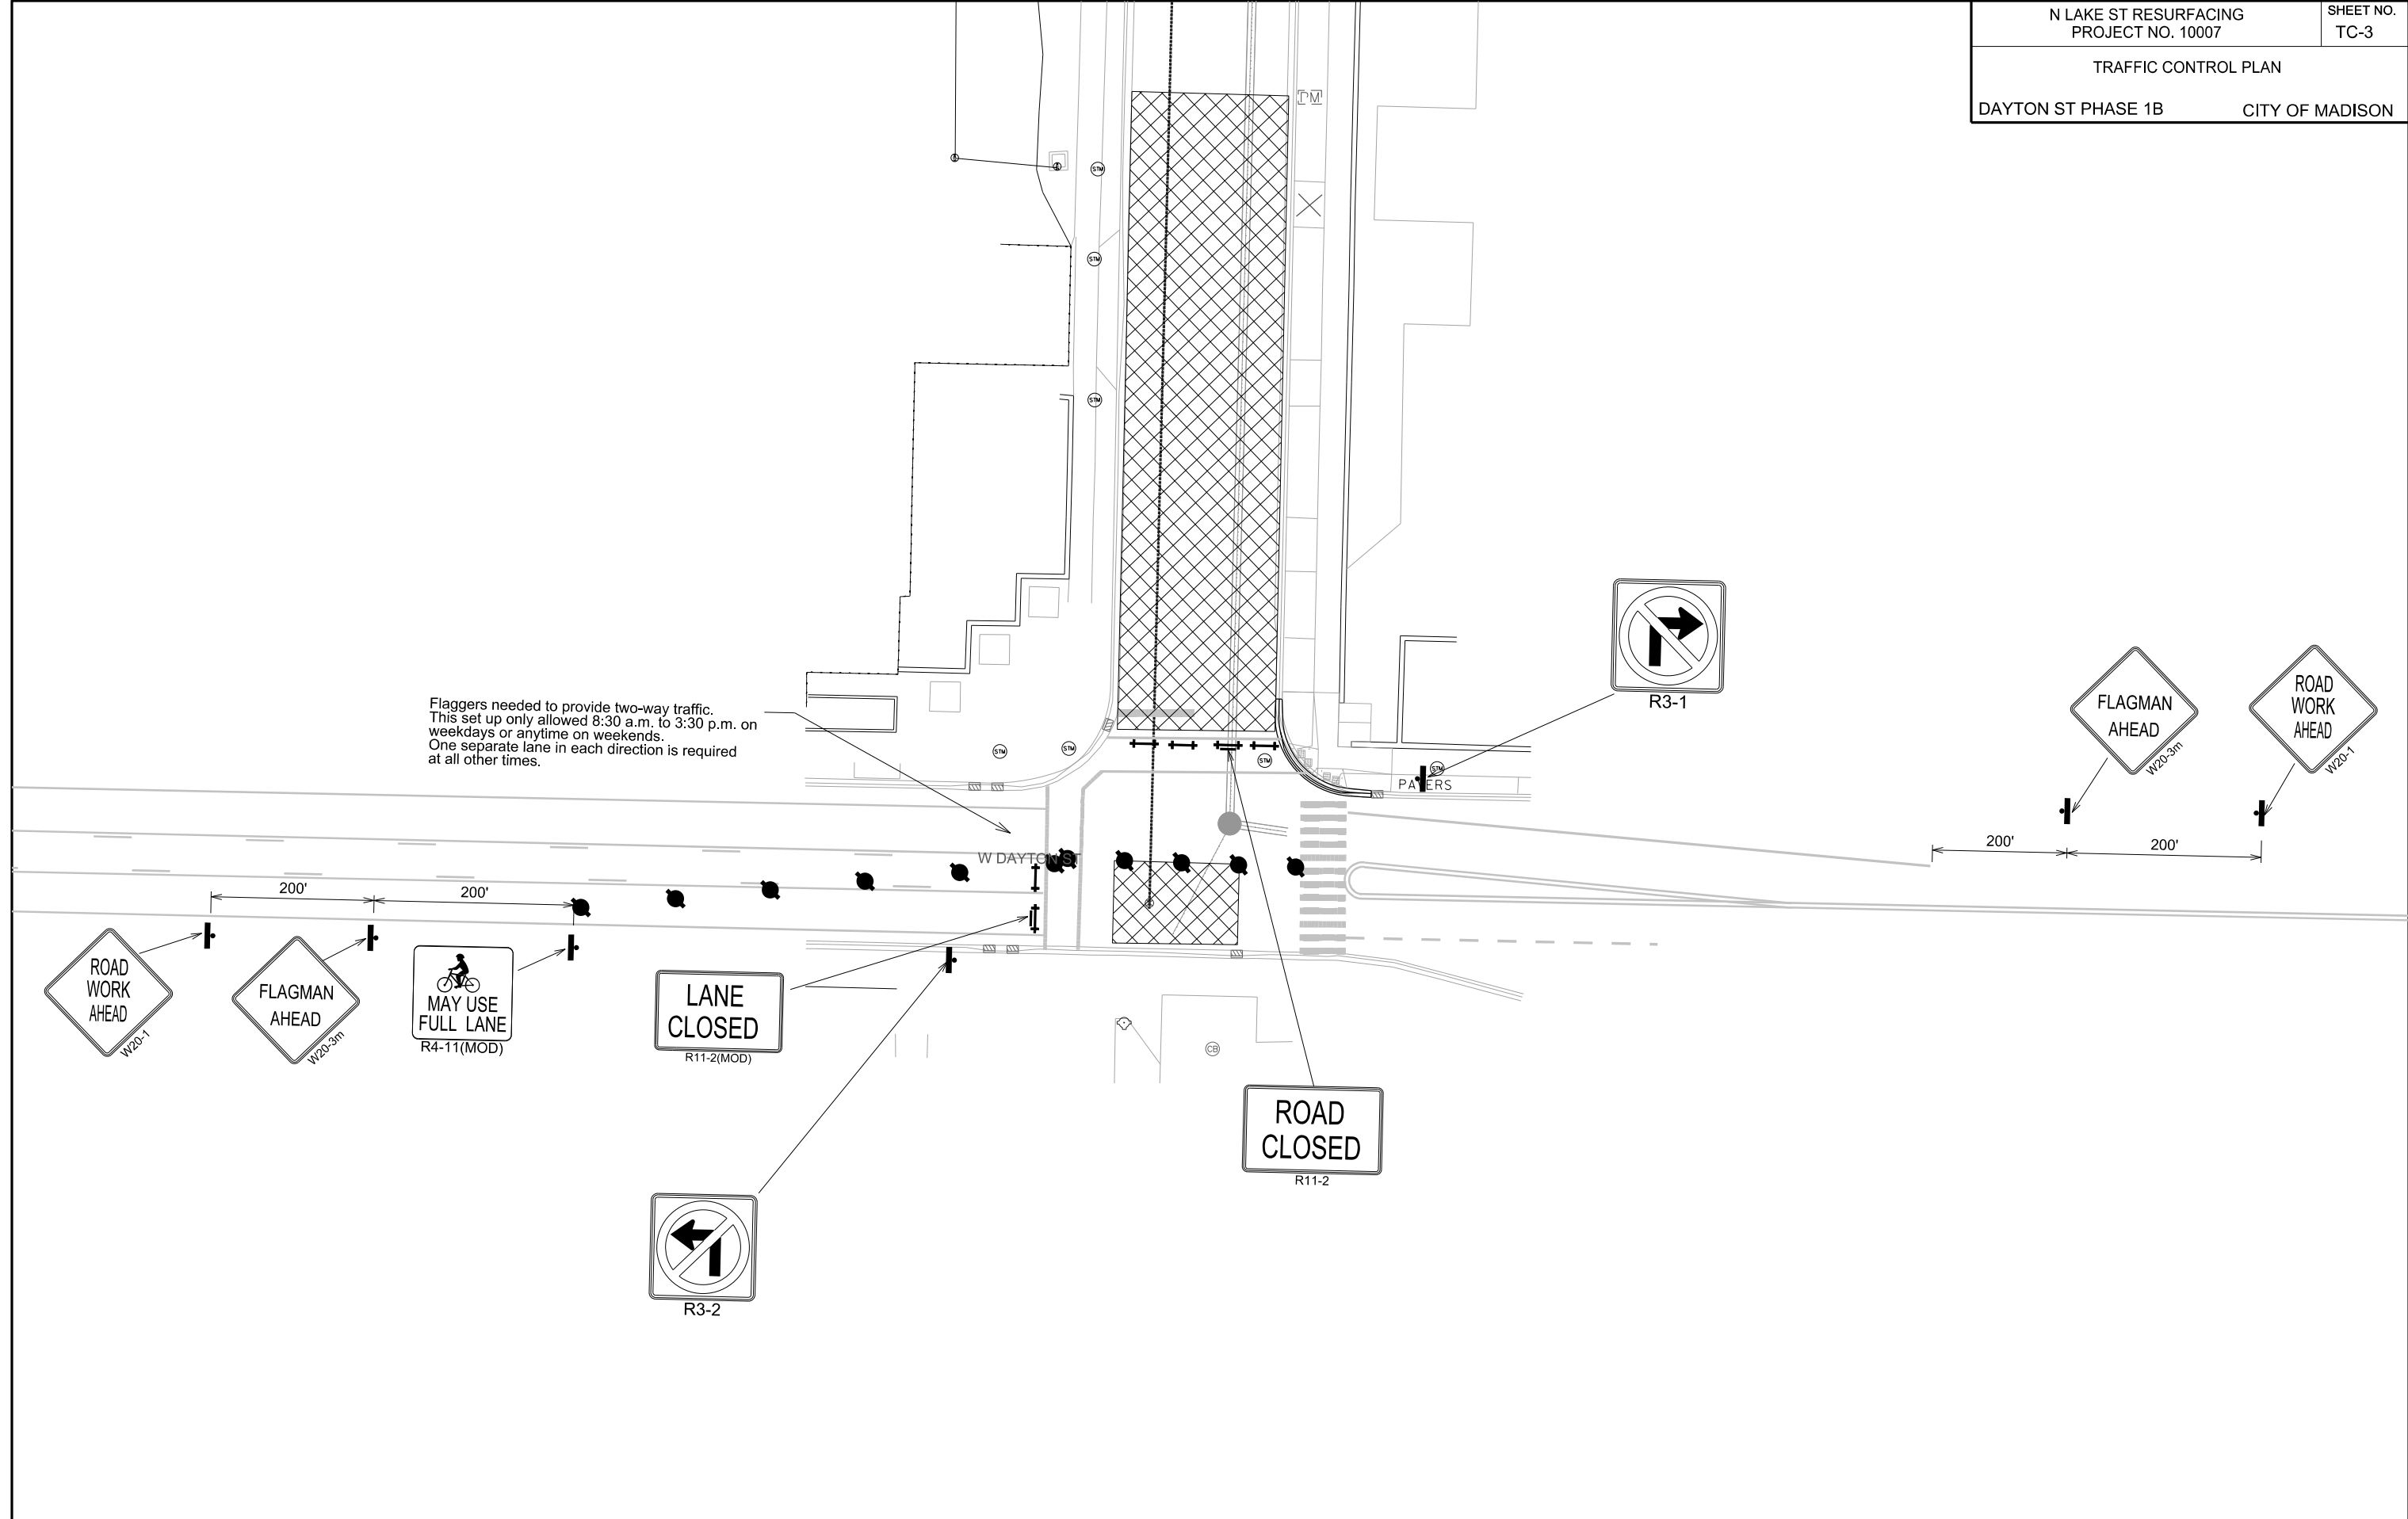 N LAKE ST RESURFACING
PROJECT NO. 10007
SHEET NO.
TC-3
TRAFFIC CONTROL PLAN
DAYTON ST PHASE 1B
CITY OF MADISON
STM
STM
STM
R3-1
FLAGMAN
AHEAD
W20-3m
ROAD
WORK
AHEAD
W20-1
Flaggers needed to provide two-way traffic.
This set up only allowed 8:30 a.m. to 3:30 p.m. on
weekdays or anytime on weekends.
One separate lane in each direction is required
at all other times.
STM
STM
STM
STM
PAVERS
W DAYTON ST
200'
200'
200'
200'
ROAD
WORK
AHEAD
W20-1
FLAGMAN
AHEAD
W20-3m
MAY USE
FULL LANE
R4-11(MOD)
LANE
CLOSED
R11-2(MOD)
CB
ROAD
CLOSED
R11-2
R3-2